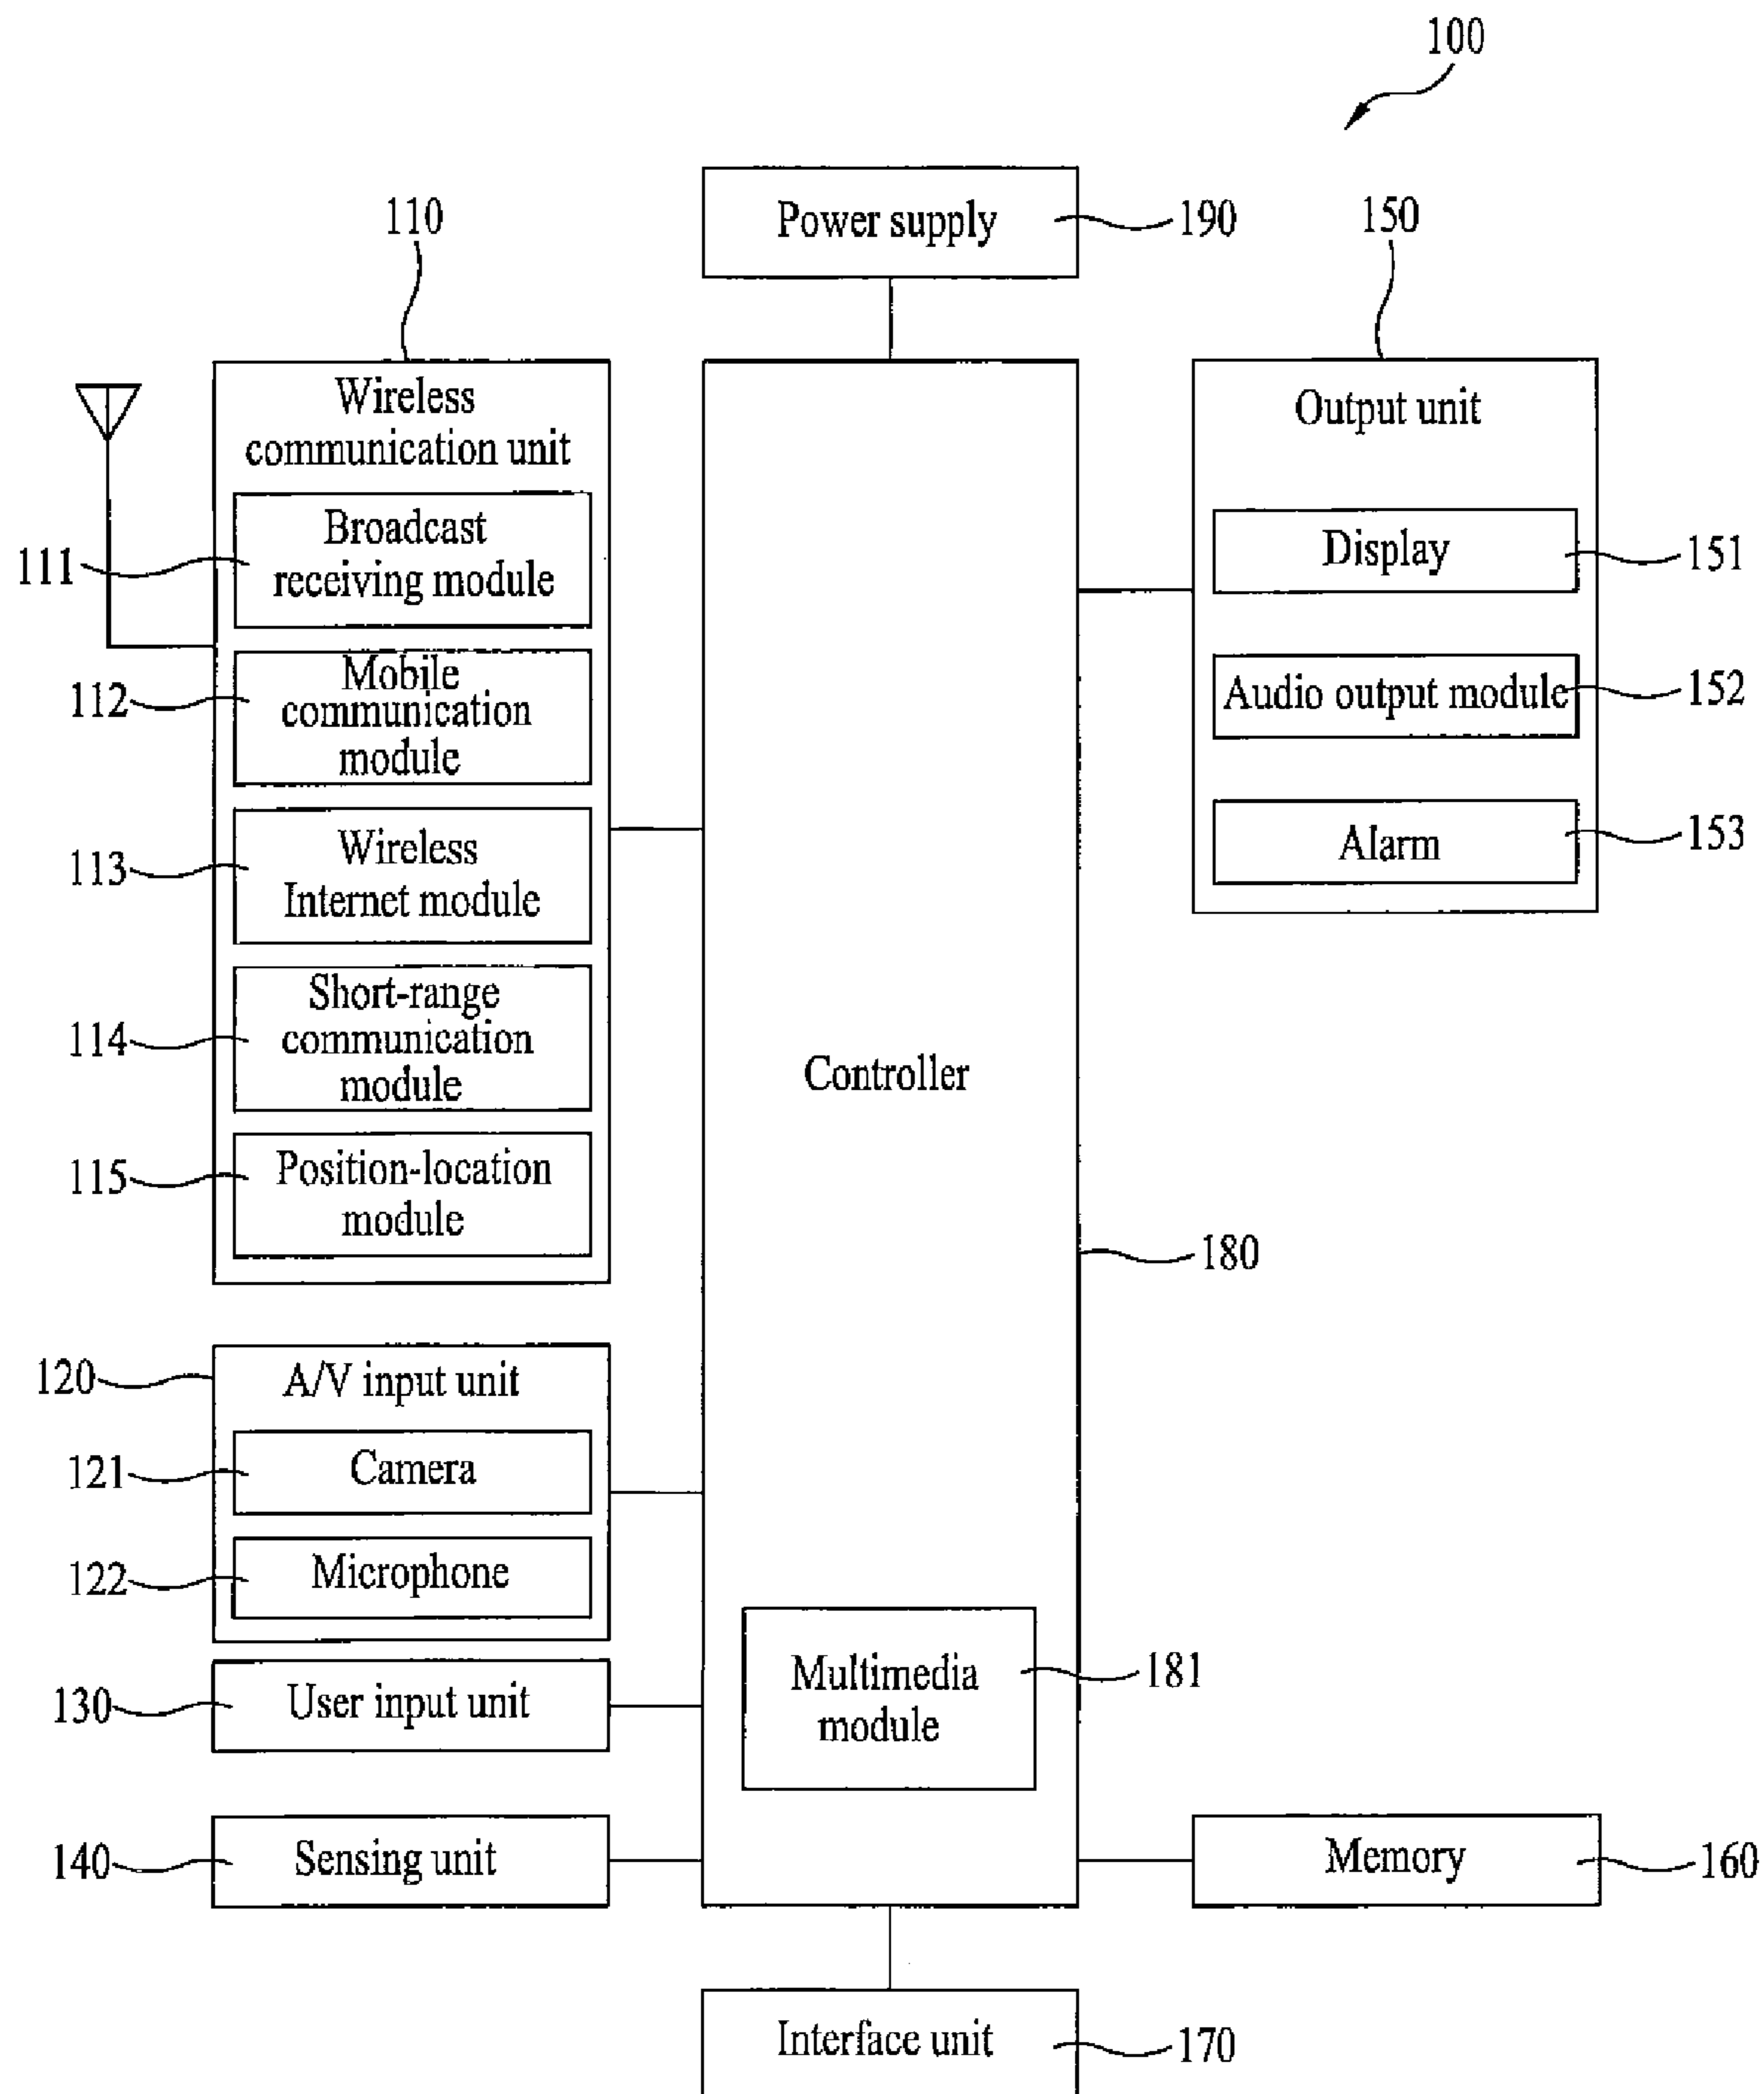 100
Power supply
190
110
150
Wireless
communication unit
Broadcast
receiving module
111
Mobile
communication
module
112
Wireless
Internet module
113
Short-range
communication
module
114
Position-location
module
115
Output unit
Display
151
Audio output module
152
Alarm
153
Controller
180
120
A/V input unit
Camera
121
Microphone
122
Multimedia
module
181
130
User input unit
140
Sensing unit
Memory
160
Interface unit
170